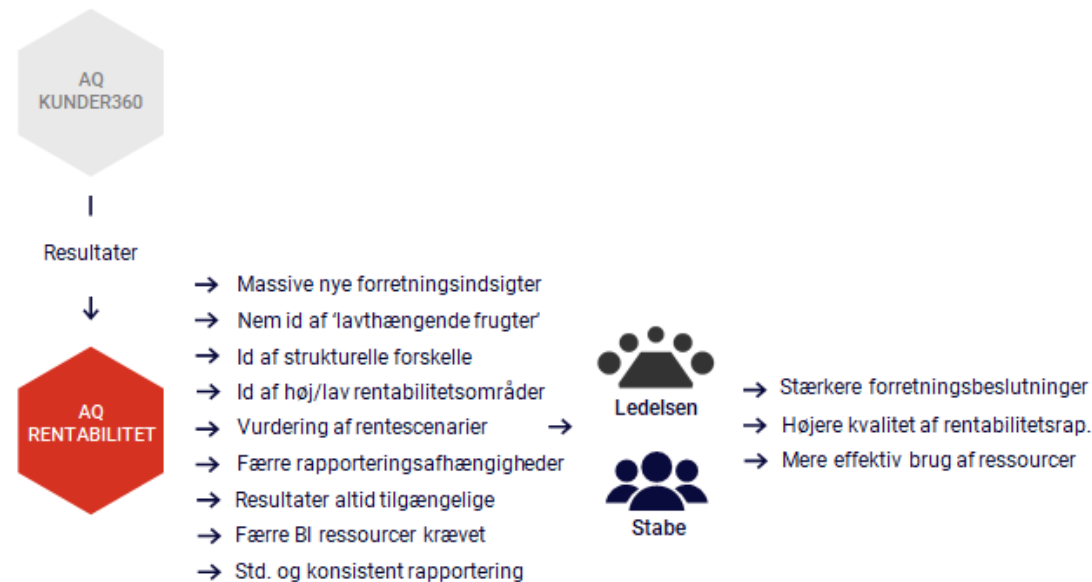 AQ
KUNDER360
Resultater
AQ
RENTABILITET
Massive nye forretningsindsigter
Nem id af 'lavthængende frugter'
Id af strukturelle forskelle
Id af høj/lav rentabilitetsområder
Vurdering af rentescenarier
Færre rapporteringsafhængigheder
Resultater altid tilgængelige
Færre BI ressourcer krævet
Std. og konsistent rapportering
Ledelsen
Stabe
Stærkere forretningsbeslutninger
Højere kvalitet af rentabilitetsrap.
Mere effektiv brug af ressourcer